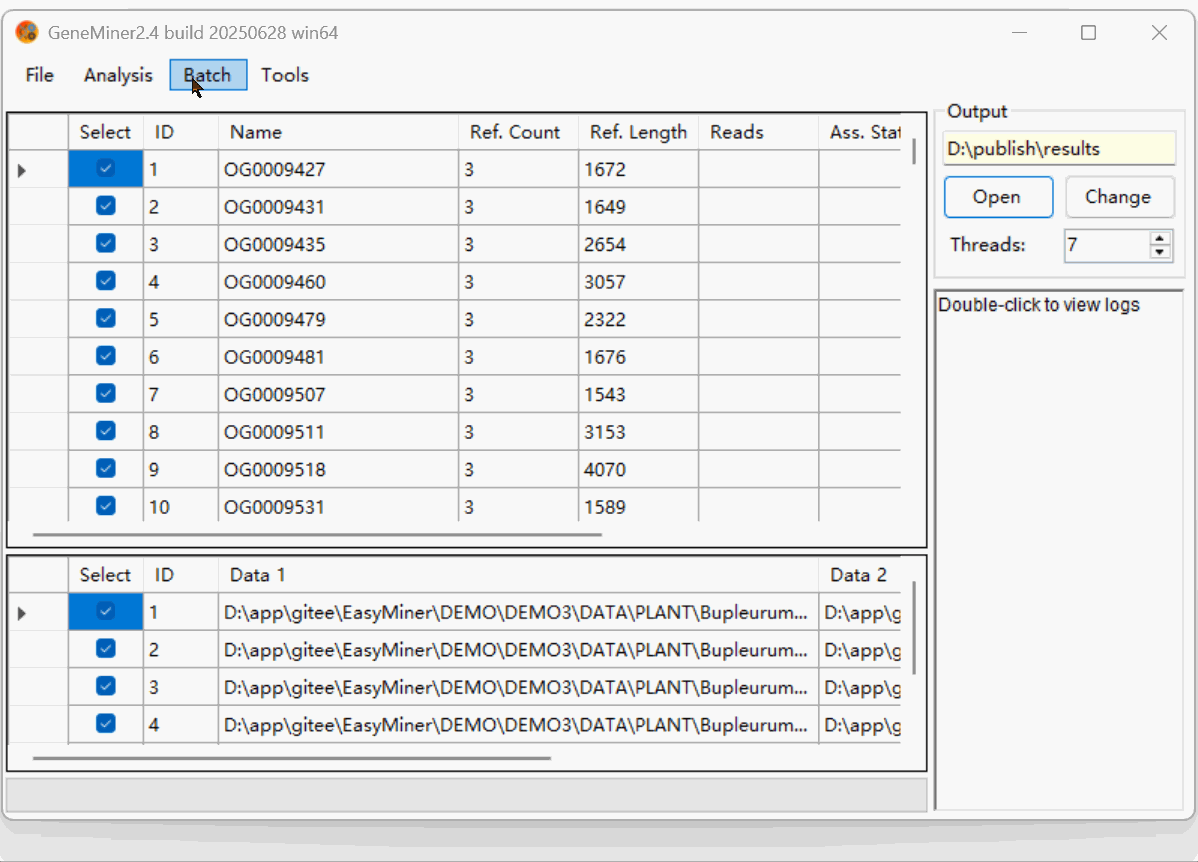 GeneMiner2.4 build 20250628 win64
File Analysis Batch Tools
Select ID Name Ref. Count Ref. Length Reads Ass. Stat
1 OG0009427 3 1672
2 OG0009431 3 1649
3 OG0009435 3 2654
4 OG0009460 3 3057
5 OG0009479 3 2322
6 OG0009481 3 1676
7 OG0009507 3 1543
8 OG0009511 3 3153
9 OG0009518 3 4070
10 OG0009531 3 1589
Select ID Data 1 Data 2
1 D:\app\gitee\EasyMiner\DEMO\DEMO3\DATA\PLANT\Bupleurum... D:\app\g
2 D:\app\gitee\EasyMiner\DEMO\DEMO3\DATA\PLANT\Bupleurum... D:\app\g
3 D:\app\gitee\EasyMiner\DEMO\DEMO3\DATA\PLANT\Bupleurum... D:\app\g
4 D:\app\gitee\EasyMiner\DEMO\DEMO3\DATA\PLANT\Bupleurum... D:\app\g
Output
D:\publish\results
Open Change
Threads: 7
Double-click to view logs